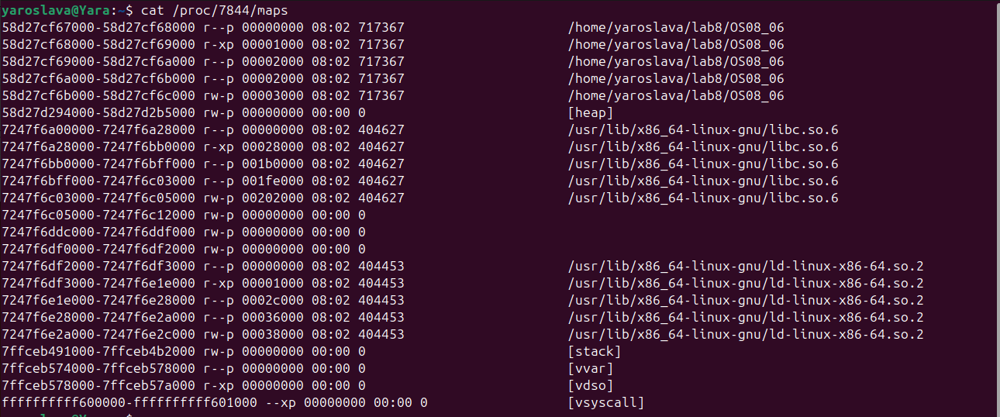 yaroslava@Yara:~$ cat /proc/7844/maps
58d27cf67000-58d27cf68000 r--p 00000000 08:02 717367 /home/yaroslava/lab8/OS08_06
58d27cf68000-58d27cf69000 r-xp 00001000 08:02 717367 /home/yaroslava/lab8/OS08_06
58d27cf69000-58d27cf6a000 r--p 00002000 08:02 717367 /home/yaroslava/lab8/OS08_06
58d27cf6a000-58d27cf6b000 r--p 00002000 08:02 717367 /home/yaroslava/lab8/OS08_06
58d27cf6b000-58d27cf6c000 rw-p 00003000 08:02 717367 /home/yaroslava/lab8/OS08_06
58d27d294000-58d27d2b5000 rw-p 00000000 00:00 0 [heap]
7247f6a00000-7247f6a28000 r--p 00000000 08:02 404627 /usr/lib/x86_64-linux-gnu/libc.so.6
7247f6a28000-7247f6bb0000 r-xp 00028000 08:02 404627 /usr/lib/x86_64-linux-gnu/libc.so.6
7247f6bb0000-7247f6bff000 r--p 001b0000 08:02 404627 /usr/lib/x86_64-linux-gnu/libc.so.6
7247f6bff000-7247f6c03000 r--p 001fe000 08:02 404627 /usr/lib/x86_64-linux-gnu/libc.so.6
7247f6c03000-7247f6c05000 rw-p 00202000 08:02 404627 /usr/lib/x86_64-linux-gnu/libc.so.6
7247f6c05000-7247f6c12000 rw-p 00000000 00:00 0
7247f6ddc000-7247f6ddf000 rw-p 00000000 00:00 0
7247f6df0000-7247f6df2000 rw-p 00000000 00:00 0
7247f6df2000-7247f6df3000 r--p 00000000 08:02 404453 /usr/lib/x86_64-linux-gnu/ld-linux-x86-64.so.2
7247f6df3000-7247f6e1e000 r-xp 00001000 08:02 404453 /usr/lib/x86_64-linux-gnu/ld-linux-x86-64.so.2
7247f6e1e000-7247f6e28000 r--p 0002c000 08:02 404453 /usr/lib/x86_64-linux-gnu/ld-linux-x86-64.so.2
7247f6e28000-7247f6e2a000 r--p 00036000 08:02 404453 /usr/lib/x86_64-linux-gnu/ld-linux-x86-64.so.2
7247f6e2a000-7247f6e2c000 rw-p 00038000 08:02 404453 /usr/lib/x86_64-linux-gnu/ld-linux-x86-64.so.2
7ffceb491000-7ffceb4b2000 rw-p 00000000 00:00 0 [stack]
7ffceb574000-7ffceb578000 r--p 00000000 00:00 0 [vvar]
7ffceb578000-7ffceb57a000 r-xp 00000000 00:00 0 [vdso]
ffffffffff600000-ffffffffff601000 --xp 00000000 00:00 0 [vsyscall]